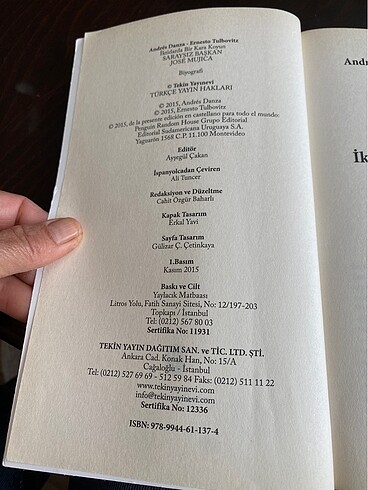 Andrés Danza - Ernesto Tulbovitz
İktidarda Bir Kara Koyun
SARAYSIZ BAŞKAN
JOSÉ MUJICA
Biyografi
© Tekin Yayınevi
TÜRKÇE YAYIN HAKLARI
© 2015, Andrés Danza
© 2015, Ernesto Tulbovitz
© 2015, de la presente edición en castellano para todo el mundo:
Penguin Random House Grupo Editorial
Editorial Sudamericana Uruguaya S.A.
Yaguarón 1568 C.P. 11.100 Montevideo
Editör
Ayşegül Çakan
İspanyolcadan Çeviren
Ali Tuncer
Redaksiyon ve Düzeltme
Cahit Özgür Baharlı
Kapak Tasarım
Erkal Yavi
Sayfa Tasarım
Gülizar Ç. Çetinkaya
1.Basım
Kasım 2015
Baskı ve Cilt
Yaylacık Matbaası
Litros Yolu, Fatih Sanayi Sitesi, No: 12/197-203
Topkapı / İstanbul
Tel: (0212) 567 80 03
Sertifika No: 11931
TEKİN YAYIN DAĞITIM SAN. ve TİC. LTD. ŞTİ.
Ankara Cad. Konak Han, No: 15/A
Cağaloğlu - İstanbul
Tel: (0212) 527 69 69 - 512 59 84 Faks: (0212) 511 11 22
www.tekinyayinevi.com
info@tekinyayinevi.com
Sertifika No: 12336
ISBN: 978-9944-61-137-4
And
İk